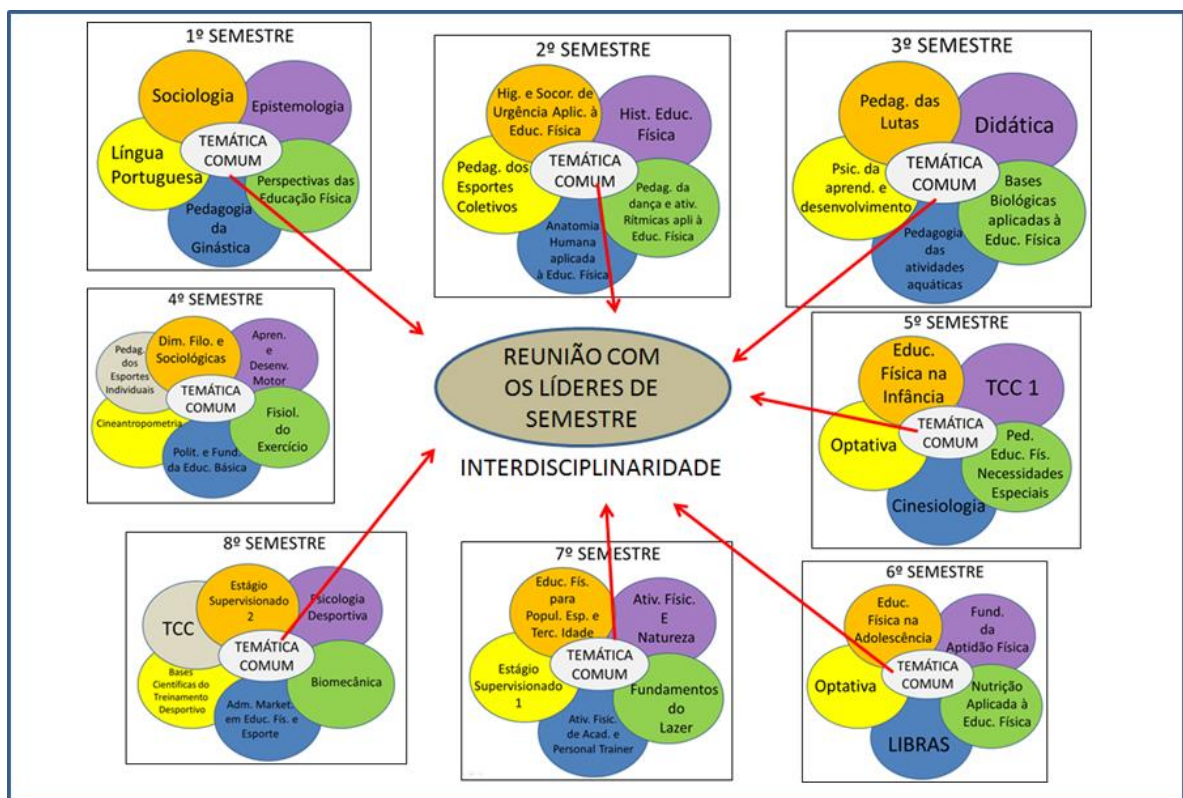 1º SEMESTRE
Sociologia
Epistemologia
Língua
Portuguesa
TEMÁTICA
COMUM
Perspectivas das
Educação Física
Pedagogia
da
Ginástica
2º SEMESTRE
Hig. e Socor. de
Urgência Aplic. à
Educ. Física
Hist. Educ.
Física
Pedag. dos
Esportes
Coletivos
TEMÁTICA
COMUM
Pedag. da
dança e ativ.
Rítmicas apli à
Educ. Física
Anatomia
Humana
aplicada
à Educ. Física
3º SEMESTRE
Pedag. das
Lutas
Didática
Psic. da
aprend. e
desenvolvimento
TEMÁTICA
COMUM
Bases
Biológicas
aplicadas à
Educ. Física
Pedagogia
das
atividades
aquáticas
4º SEMESTRE
Pedag.
dos
Esportes
Individuais
Dim. Filo. e
Sociológicas
Apren.
e
Desenv.
Motor
TEMÁTICA
COMUM
Cineantropometria
Fisiol.
do
Exercício
Polit. e Fund.
da Educ. Básica
REUNIÃO COM
OS LÍDERES DE
SEMESTRE
INTERDISCIPLINARIDADE
5º SEMESTRE
Educ.
Física na
Infância
TCC 1
Optativa
TEMÁTICA
COMUM
Ped.
Educ. Fís.
Necessidades
Especiais
Cinesiologia
8º SEMESTRE
TCC
Estágio
Supervisionado
2
Psicologia
Desportiva
TEMÁTICA
COMUM
Bases
Científicas do
Treinamento
Desportivo
Biomecânica
Adm. Market.
em Educ. Fís. e
Esporte
7º SEMESTRE
Educ. Fís.
para
Popul. Esp. e
Terc. Idade
Ativ. Físic.
E
Natureza
Estágio
Supervisionado
1
TEMÁTICA
COMUM
Fundamentos
do
Lazer
Ativ. Fisic.
de Acad. e
Personal Trainer
6º SEMESTRE
Educ.
Física na
Adolescência
Fund.
da
Aptidão Física
Optativa
TEMÁTICA
COMUM
Nutrição
Aplicada à
Educ. Física
LIBRAS